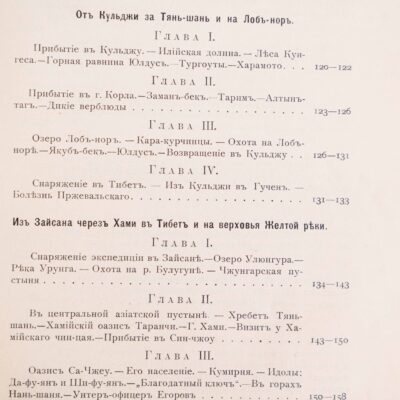 Отъ Кульджи за Тянь-шань и на Лобъ-норъ.
Глава I.
Прибытіе въ Кульджу. — Илійская долина. — Лѣса Кун-
геса. — Горная равнина Юлдусъ. — Тургоуты. — Харамото . . . 120—122
Глава II.
Прибытіе въ г. Корла. — Заманъ-бекъ. — Таримъ. — Алтынъ-
тагъ. — Дикіе верблюды . . . . . . . . . . . . . 123—126
Глава III.
Озеро Лобъ-норъ. — Кара-курчинцы. — Охота на Лобъ-
норѣ. — Якубъ-бекъ. — Юлдусъ. — Возвращеніе въ Кульджу . . . 126—131
Глава IV.
Снаряженіе въ Тибетъ. — Изъ Кульджи въ Гученъ. —
Болѣзнь Пржевальскаго . . . . . . . . . . . . . 131—133
Изъ Зайсана черезъ Хами въ Тибетъ и на верховья Желтой рѣки.
Глава I.
Снаряженіе экспедиціи въ Зайсанѣ. — Озеро Улюнгура. —
Рѣка Урунга. — Охота на р. Булугунѣ. — Чжунгарская пу-
стыня . . . . . . . . . . . . . . . . . 134—143
Глава II.
Въ центральной азіатской пустынѣ. — Хребетъ Тянь-
шань. — Хамійскій оазисъ Таранчи. — Г. Хами. — Визитъ у Ха-
мійскаго чин-цая. — Прибытіе въ Син-чжоу . . . . . . 143—150
Глава III.
Оазисъ Са-Чжеу. — Его населеніе. — Кумирня. — Идолы:
Да-фу-янъ и Ши-фу-янъ. — „Благодатный ключъ“. — Въ горахъ
Нань-шаня. — Унтеръ-офицеръ Егоровъ . . . . . . . 150—158